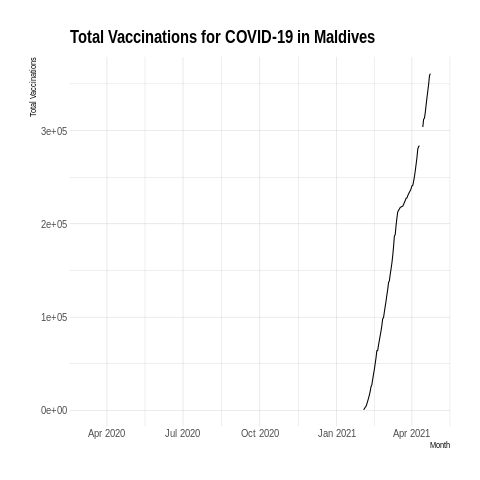 Total Vaccinations for COVID-19 in Maldives
Total Vaccinations
3e+05
2e+05
1e+05
0e+00
Apr 2020 Jul 2020 Oct 2020 Jan 2021 Apr 2021
Month